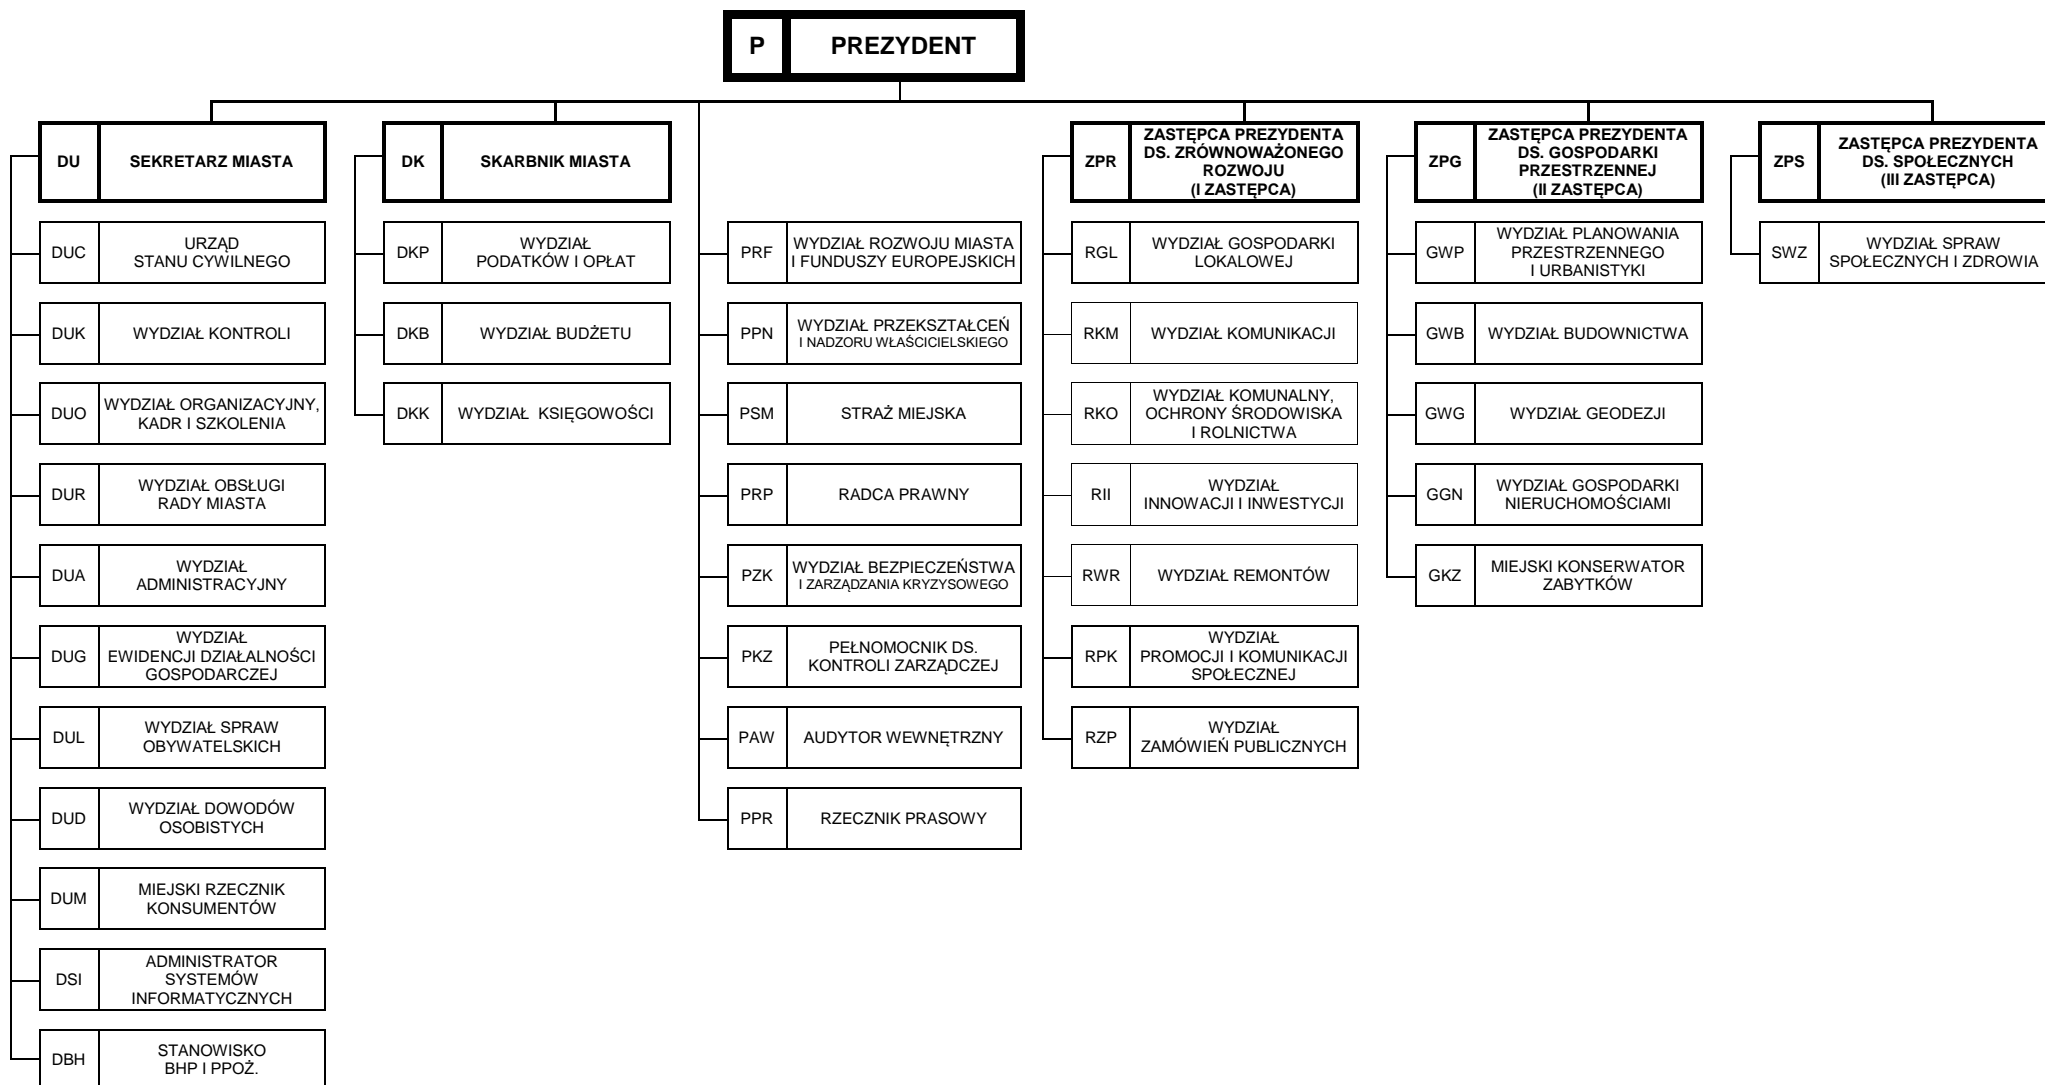 P PREZYDENT
DU SEKRETARZ MIASTA
DUC URZĄD
STANU CYWILNEGO
DUK WYDZIAŁ KONTROLI
DUO WYDZIAŁ ORGANIZACYJNY,
KADR I SZKOLENIA
DUR WYDZIAŁ OBSŁUGI
RADY MIASTA
DUA WYDZIAŁ
ADMINISTRACYJNY
DUG WYDZIAŁ
EWIDENCJI DZIAŁALNOŚCI
GOSPODARCZEJ
DUL WYDZIAŁ SPRAW
OBYWATELSKICH
DUD WYDZIAŁ DOWODÓW
OSOBISTYCH
DUM MIEJSKI RZECZNIK
KONSUMENTÓW
DSI ADMINISTRATOR
SYSTEMÓW
INFORMATYCZNYCH
DBH STANOWISKO
BHP I PPOŻ.
DK SKARBNIK MIASTA
DKP WYDZIAŁ
PODATKÓW I OPŁAT
DKB WYDZIAŁ BUDŻETU
DKK WYDZIAŁ KSIĘGOWOŚCI
PRF WYDZIAŁ ROZWOJU MIASTA
I FUNDUSZY EUROPEJSKICH
PPN WYDZIAŁ PRZEKSZTAŁCEŃ
I NADZORU WŁAŚCICIELSKIEGO
PSM STRAŻ MIEJSKA
PRP RADCA PRAWNY
PZK WYDZIAŁ BEZPIECZEŃSTWA
I ZARZĄDZANIA KRYZYSOWEGO
PKZ PEŁNOMOCNIK DS.
KONTROLI ZARZĄDCZEJ
PAW AUDYTOR WEWNĘTRZNY
PPR RZECZNIK PRASOWY
ZPR ZASTĘPCA PREZYDENTA
DS. ZRÓWNOWAŻONEGO
ROZWOJU
(I ZASTĘPCA)
RGL WYDZIAŁ GOSPODARKI
LOKALOWEJ
RKM WYDZIAŁ KOMUNIKACJI
RKO WYDZIAŁ KOMUNALNY,
OCHRONY ŚRODOWISKA
I ROLNICTWA
RII WYDZIAŁ
INNOWACJI I INWESTYCJI
RWR WYDZIAŁ REMONTÓW
RPK WYDZIAŁ
PROMOCJI I KOMUNIKACJI
SPOŁECZNEJ
RZP WYDZIAŁ
ZAMÓWIEŃ PUBLICZNYCH
ZPG ZASTĘPCA PREZYDENTA
DS. GOSPODARKI
PRZESTRZENNEJ
(II ZASTĘPCA)
GWP WYDZIAŁ PLANOWANIA
PRZESTRZENNEGO
I URBANISTYKI
GWB WYDZIAŁ BUDOWNICTWA
GWG WYDZIAŁ GEODEZJI
GGN WYDZIAŁ GOSPODARKI
NIERUCHOMOŚCIAMI
GKZ MIEJSKI KONSERWATOR
ZABYTKÓW
ZPS ZASTĘPCA PREZYDENTA
DS. SPOŁECZNYCH
(III ZASTĘPCA)
SWZ WYDZIAŁ SPRAW
SPOŁECZNYCH I ZDROWIA